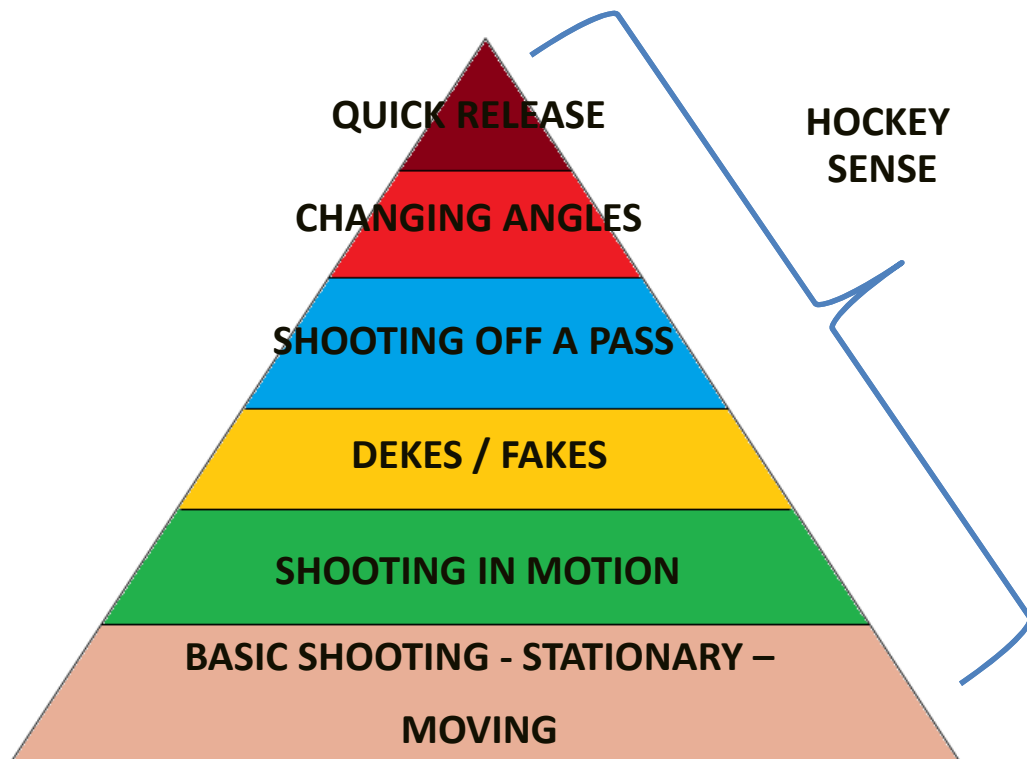 QUICK RELEASE
HOCKEY
SENSE
CHANGING ANGLES
SHOOTING OFF A PASS
DEKES / FAKES
SHOOTING IN MOTION
BASIC SHOOTING - STATIONARY –
MOVING